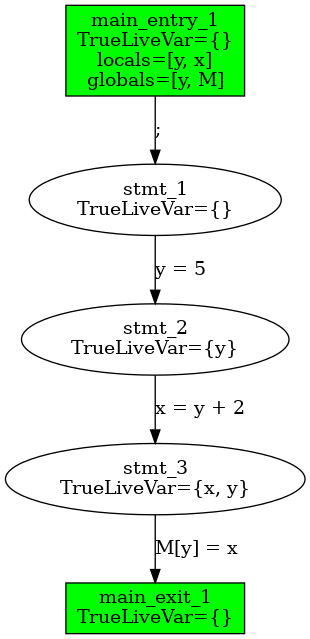 main_entry_1
TrueLiveVar={}
locals=[y, x]
globals=[y, M]
;
stmt_1
TrueLiveVar={}
y = 5
stmt_2
TrueLiveVar={y}
x = y + 2
stmt_3
TrueLiveVar={x, y}
M[y] = x
main_exit_1
TrueLiveVar={}